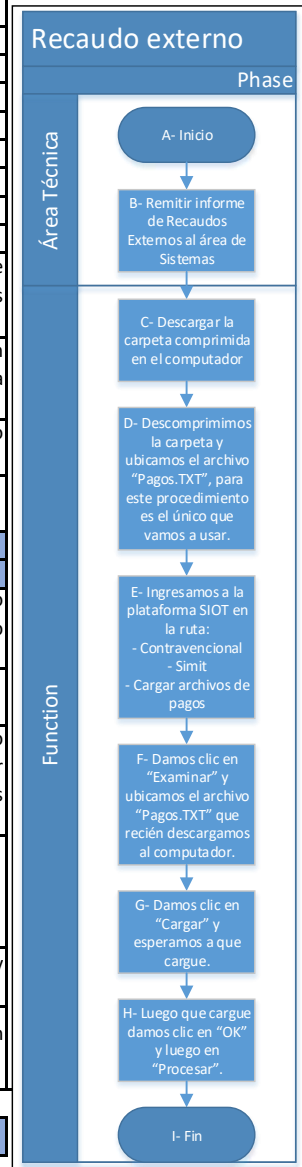 Recaudo externo
Phase
Área Técnica
A- Inicio
B- Remitir informe
de Recaudos
Externos al área de
Sistemas
Function
C- Descargar la
carpeta comprimida
en el computador
D- Descomprimimos
la carpeta y
ubicamos el archivo
“Pagos.TXT”, para
este procedimiento
es el único que
vamos a usar.
E- Ingresamos a la
plataforma SIOT en
la ruta:
- Contravencional
- Simit
- Cargar archivos de
pagos
F- Damos clic en
“Examinar” y
ubicamos el archivo
“Pagos.TXT” que
recién descargamos
al computador.
G- Damos clic en
“Cargar” y
esperamos a que
cargue.
H- Luego que cargue
damos clic en “OK”
y luego en
“Procesar”.
I- Fin